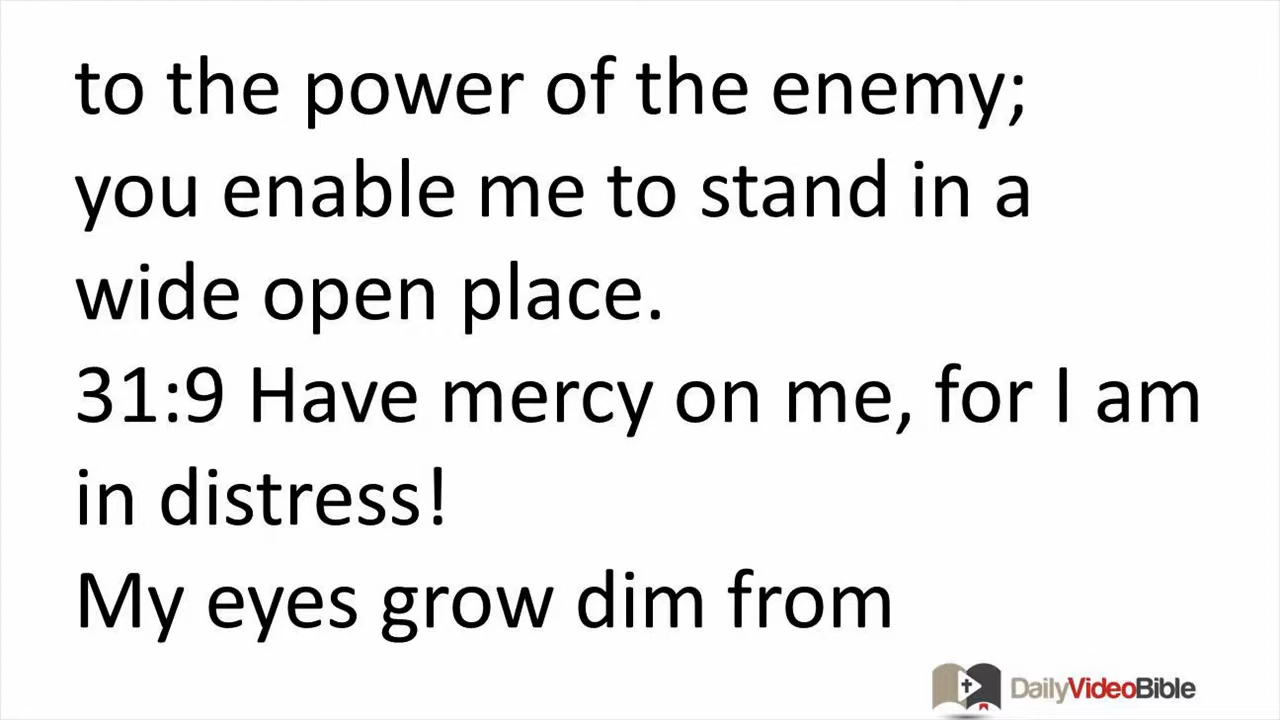 to the power of the enemy;
you enable me to stand in a
wide open place.
31:9 Have mercy on me, for I am
in distress!
My eyes grow dim from
DailyVideoBible